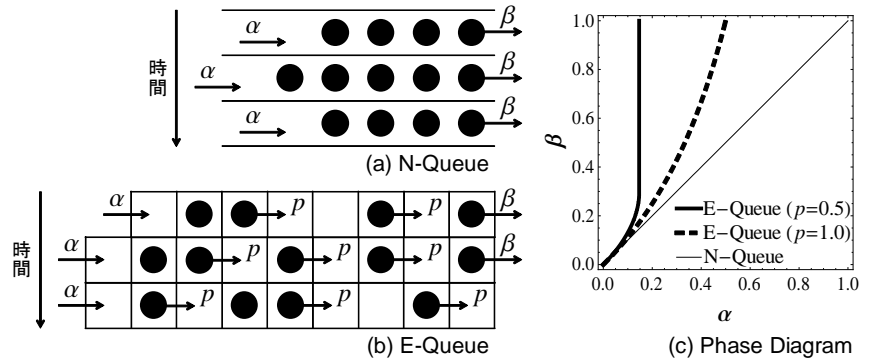 時間
α β
α β
α β
(a) N-Queue
時間
α p p β
α p p p β
α p p p
(b) E-Queue
β
1.0
0.8
0.6
0.4
0.2
0.0
E−Queue (p=0.5)
E−Queue (p=1.0)
N−Queue
0.0 0.2 0.4 0.6 0.8 1.0
α
(c) Phase Diagram